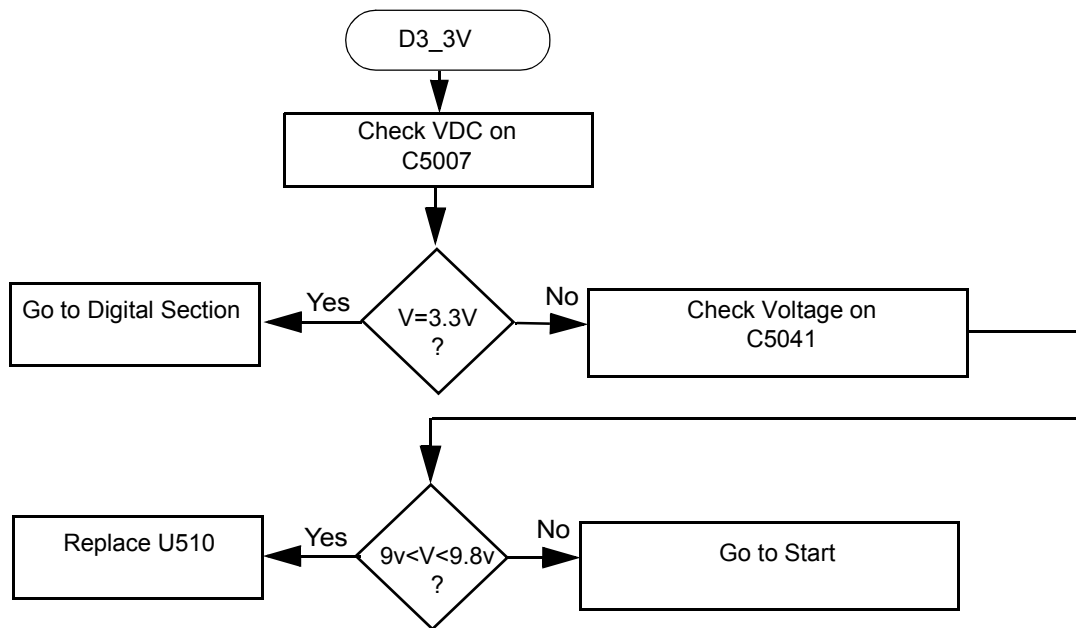 D3_3V
Check VDC on
C5007
Go to Digital Section
Yes
V=3.3V
?
No
Check Voltage on
C5041
Replace U510
Yes
9v<V<9.8v
?
No
Go to Start